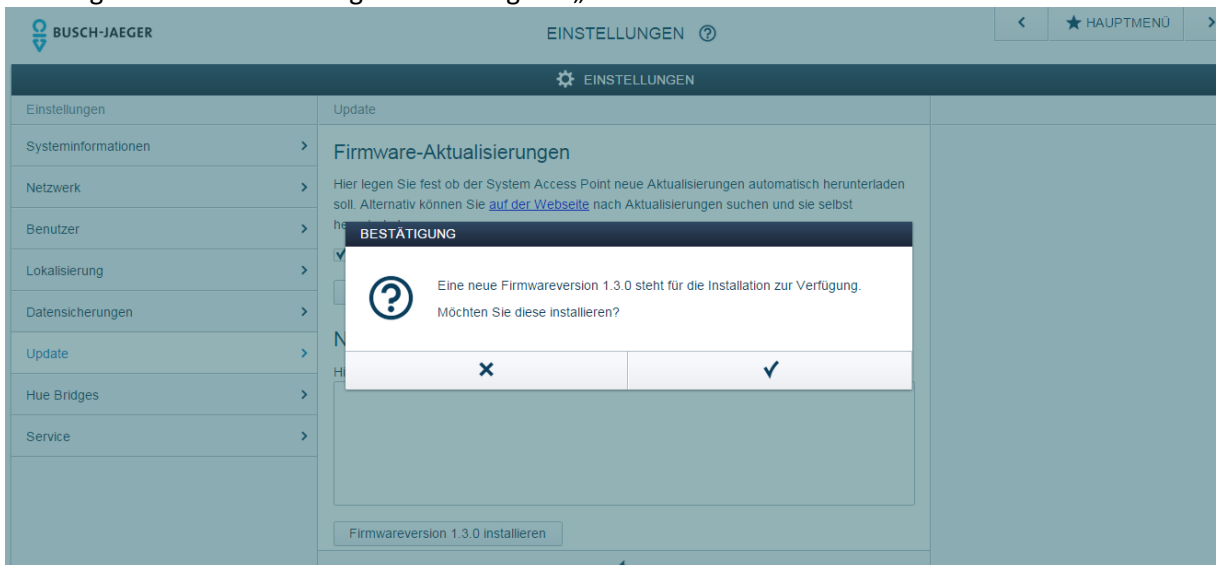 BUSCH-JAEGER
EINSTELLUNGEN
HAUPTMENÜ
EINSTELLUNGEN
Einstellungen
Update
Systeminformationen
Netzwerk
Benutzer
Lokalisierung
Datensicherungen
Update
Hue Bridges
Service
Firmware-Aktualisierungen
Hier legen Sie fest ob der System Access Point neue Aktualisierungen automatisch herunterladen
soll. Alternativ können Sie auf der Webseite nach Aktualisierungen suchen und sie selbst
BESTÄTIGUNG
Eine neue Firmwareversion 1.3.0 steht für die Installation zur Verfügung.
Möchten Sie diese installieren?
Firmwareversion 1.3.0 installieren